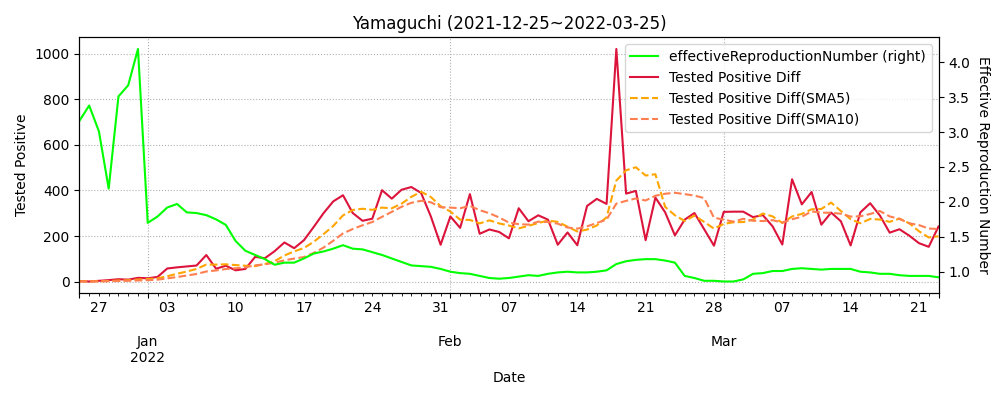 Yamaguchi (2021-12-25~2022-03-25)
effectiveReproductionNumber (right)
Tested Positive Diff
Tested Positive Diff(SMA5)
Tested Positive Diff(SMA10)
Tested Positive
1000
800
600
400
200
0
Effective Reproduction Number
4.0
3.5
3.0
2.5
2.0
1.5
1.0
27 03 10 17 24 31 07 14 21 28 07 14 21
Jan Feb Mar
2022
Date